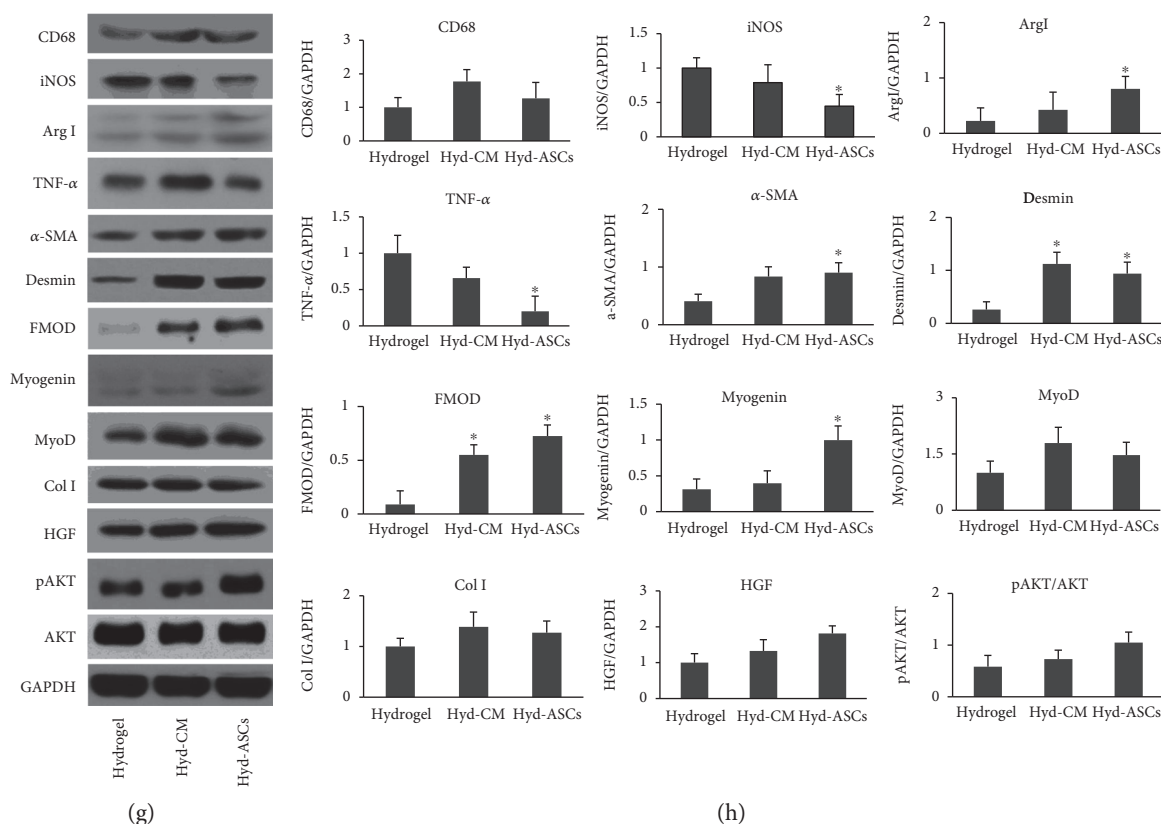 CD68
iNOS
Arg I
TNF-α
α-SMA
Desmin
FMOD
Myogenin
MyoD
Col I
HGF
pAKT
AKT
GAPDH
Hydrogel
Hyd-CM
Hyd-ASCs
(g)
CD68
CD68/GAPDH
3
2
1
0
Hydrogel Hyd-CM Hyd-ASCs
iNOS
iNOS/GAPDH
1.5
1
0.5
0
*
Hydrogel Hyd-CM Hyd-ASCs
ArgI
ArgI/GAPDH
2
1
0
*
Hydrogel Hyd-CM Hyd-ASCs
TNF-α
TNF-α/GAPDH
1.5
1
0.5
0
*
Hydrogel Hyd-CM Hyd-ASCs
α-SMA
a-SMA/GAPDH
2
1
0
*
Hydrogel Hyd-CM Hyd-ASCs
Desmin
Desmin/GAPDH
2
1
0
* *
Hydrogel Hyd-CM Hyd-ASCs
FMOD
FMOD/GAPDH
1
0.5
0
* *
Hydrogel Hyd-CM Hyd-ASCs
Myogenin
Myogenin/GAPDH
1.5
1
0.5
0
*
Hydrogel Hyd-CM Hyd-ASCs
MyoD
MyoD/GAPDH
3
1.5
0
Hydrogel Hyd-CM Hyd-ASCs
Col I
Col I/GAPDH
2
1
0
Hydrogel Hyd-CM Hyd-ASCs
HGF
HGF/GAPDH
3
2
1
0
Hydrogel Hyd-CM Hyd-ASCs
pAKT/AKT
pAKT/AKT
2
1
0
Hydrogel Hyd-CM Hyd-ASCs
(h)